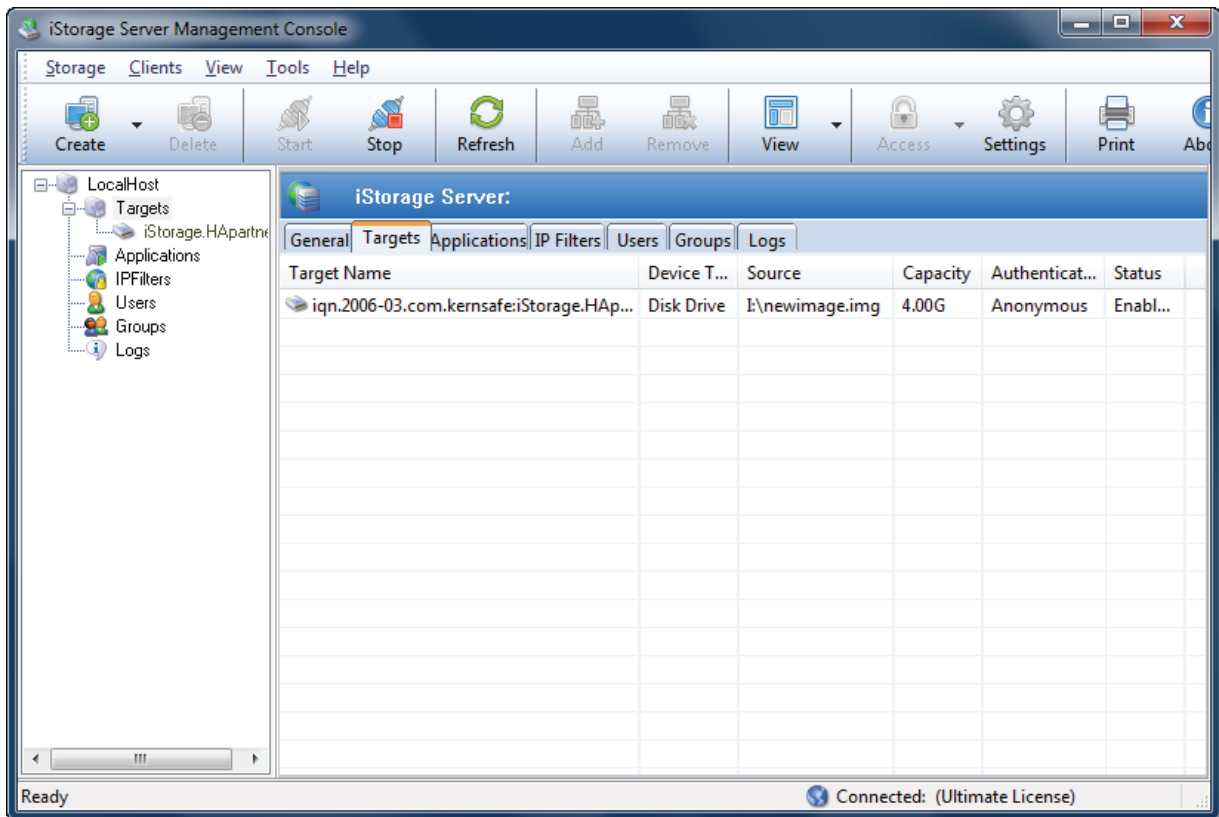 iStorage Server Management Console
Storage Clients View Tools Help
Create Delete Start Stop Refresh Add Remove View Access Settings Print Abo
LocalHost
Targets
iStorage.HApartne
Applications
IPFilters
Users
Groups
Logs
iStorage Server:
General Targets Applications IP Filters Users Groups Logs
Target Name Device T... Source Capacity Authenticat... Status
iqn.2006-03.com.kernsafe:iStorage.HAp... Disk Drive I:\newimage.img 4.00G Anonymous Enabl...
Ready Connected: (Ultimate License)